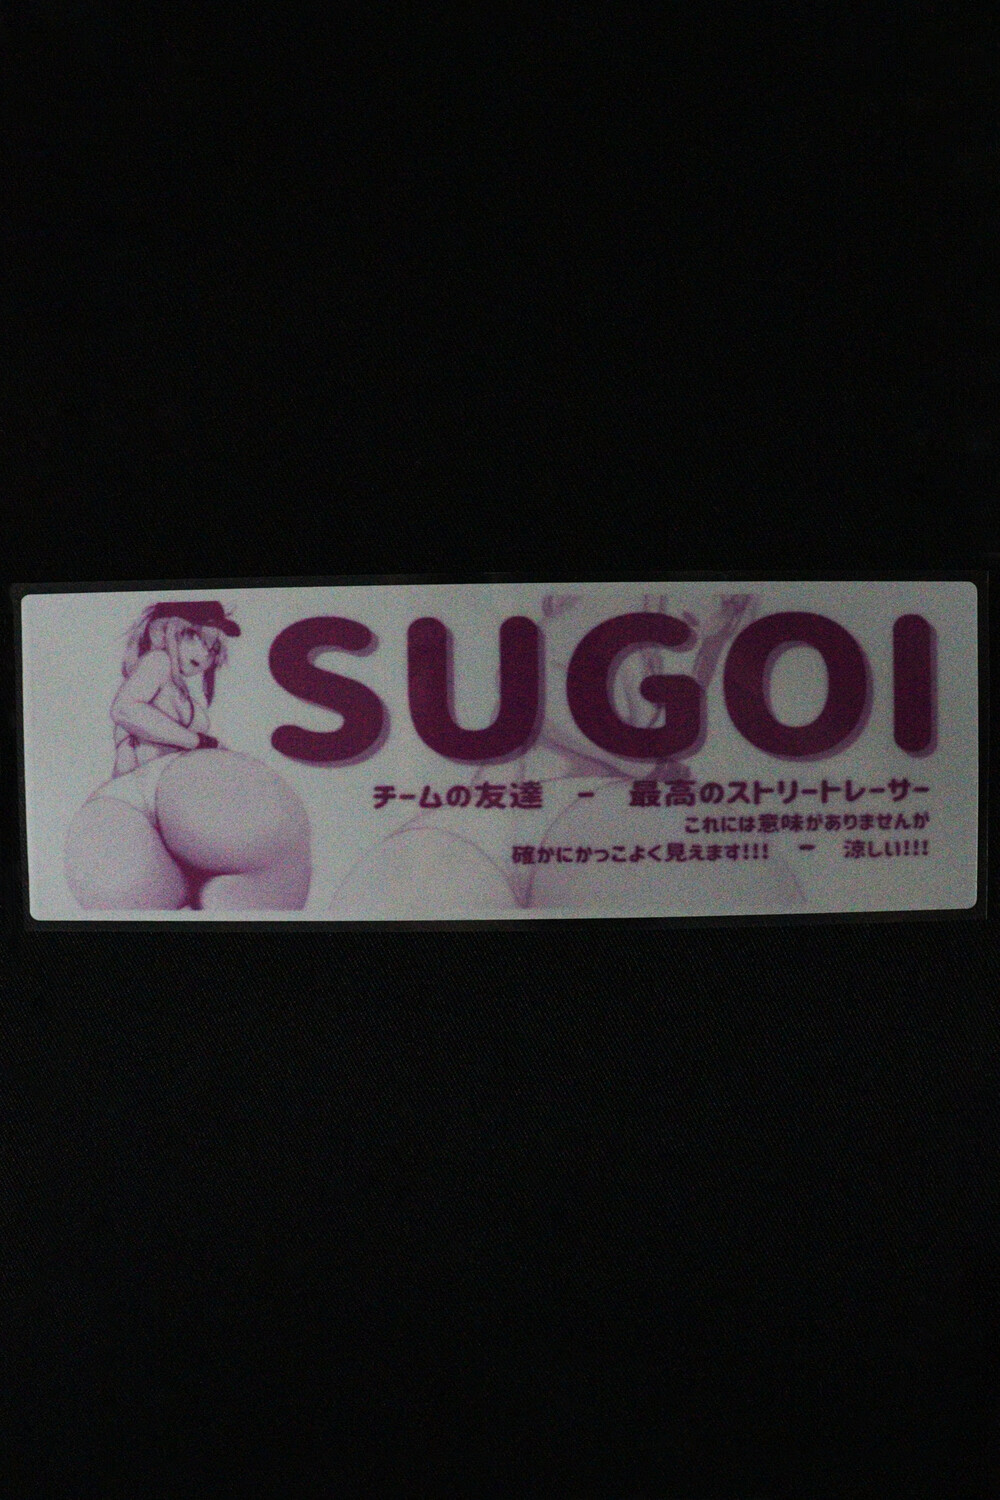 SUGOI
チームの友達 - 最高のストリートレーサー
これには意味がありませんが
確かにかっこよく見えます!!! - 涼しい!!!